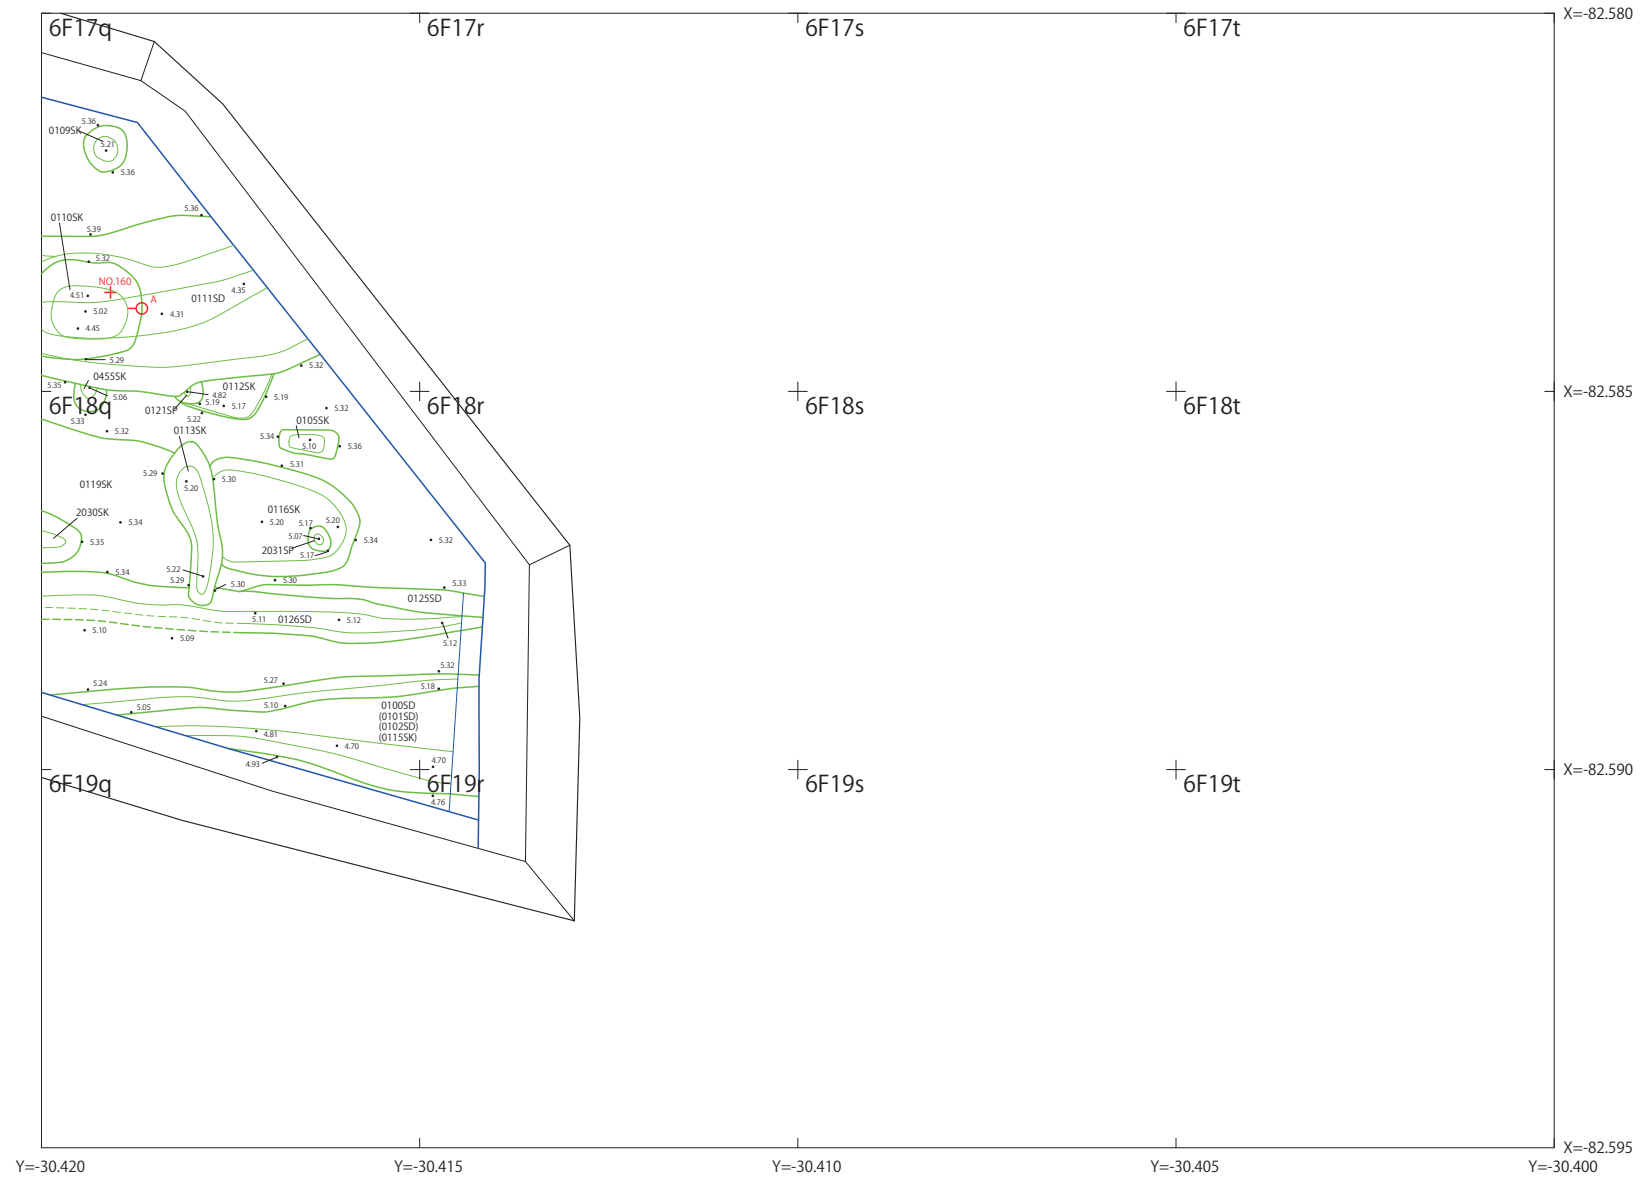 6F17q
6F17r
6F17s
6F17t
X=-82.580
5.36
0109SK
5.21
5.36
5.36
0110SK
5.39
5.32
NO.160
4.35
A
4.51
0111SD
5.02
4.31
4.45
5.29
5.32
0455SK
5.35
0112SK
X=-82.585
5.06
4.82
5.19
5.19
5.17
6F18q
6F18r
6F18s
6F18t
0121SP
5.32
5.22
5.33
5.32
0105SK
0113SK
5.34
5.10
5.36
5.31
5.29
5.30
0119SK
5.20
0116SK
2030SK
5.34
5.20
5.17
5.20
5.07
5.35
5.34
5.32
2031SP
5.17
5.34
5.22
5.29
5.30
5.30
5.33
0125SD
5.11
0126SD
5.12
5.10
5.09
5.12
5.32
5.24
5.27
5.18
5.05
5.10
0100SD
(0101SD)
(0102SD)
(0115SK)
4.81
4.70
4.93
4.70
X=-82.590
6F19q
6F19r
6F19s
6F19t
4.76
X=-82.595
Y=-30.420
Y=-30.415
Y=-30.410
Y=-30.405
Y=-30.400